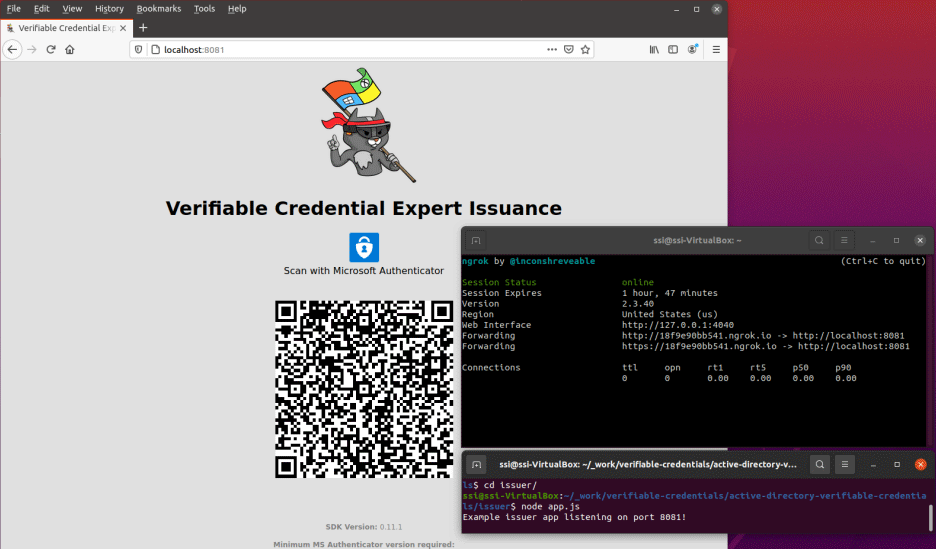 File Edit View History Bookmarks Tools Help
Verifiable Credential Exp
localhost:8081
Verifiable Credential Expert Issuance
Scan with Microsoft Authenticator
SDK Version: 0.11.1
Minimum MS Authenticator version required:
ssi@ssi-VirtualBox: ~
ngrok by @inconshreveable (Ctrl+C to quit)
Session Status online
Session Expires 1 hour, 47 minutes
Version 2.3.40
Region United States (us)
Web Interface http://127.0.0.1:4040
Forwarding http://18f9e90bb541.ngrok.io -> http://localhost:8081
Forwarding https://18f9e90bb541.ngrok.io -> http://localhost:8081
Connections ttl opn rt1 rt5 p50 p90
0 0 0.00 0.00 0.00 0.00
ssi@ssi-VirtualBox: ~/_work/verifiable-credentials/active-directory-v...
ls$ cd issuer/
ssi@ssi-VirtualBox:~/_work/verifiable-credentials/active-directory-verifiable-credentia
ls/issuer$ node app.js
Example issuer app listening on port 8081!